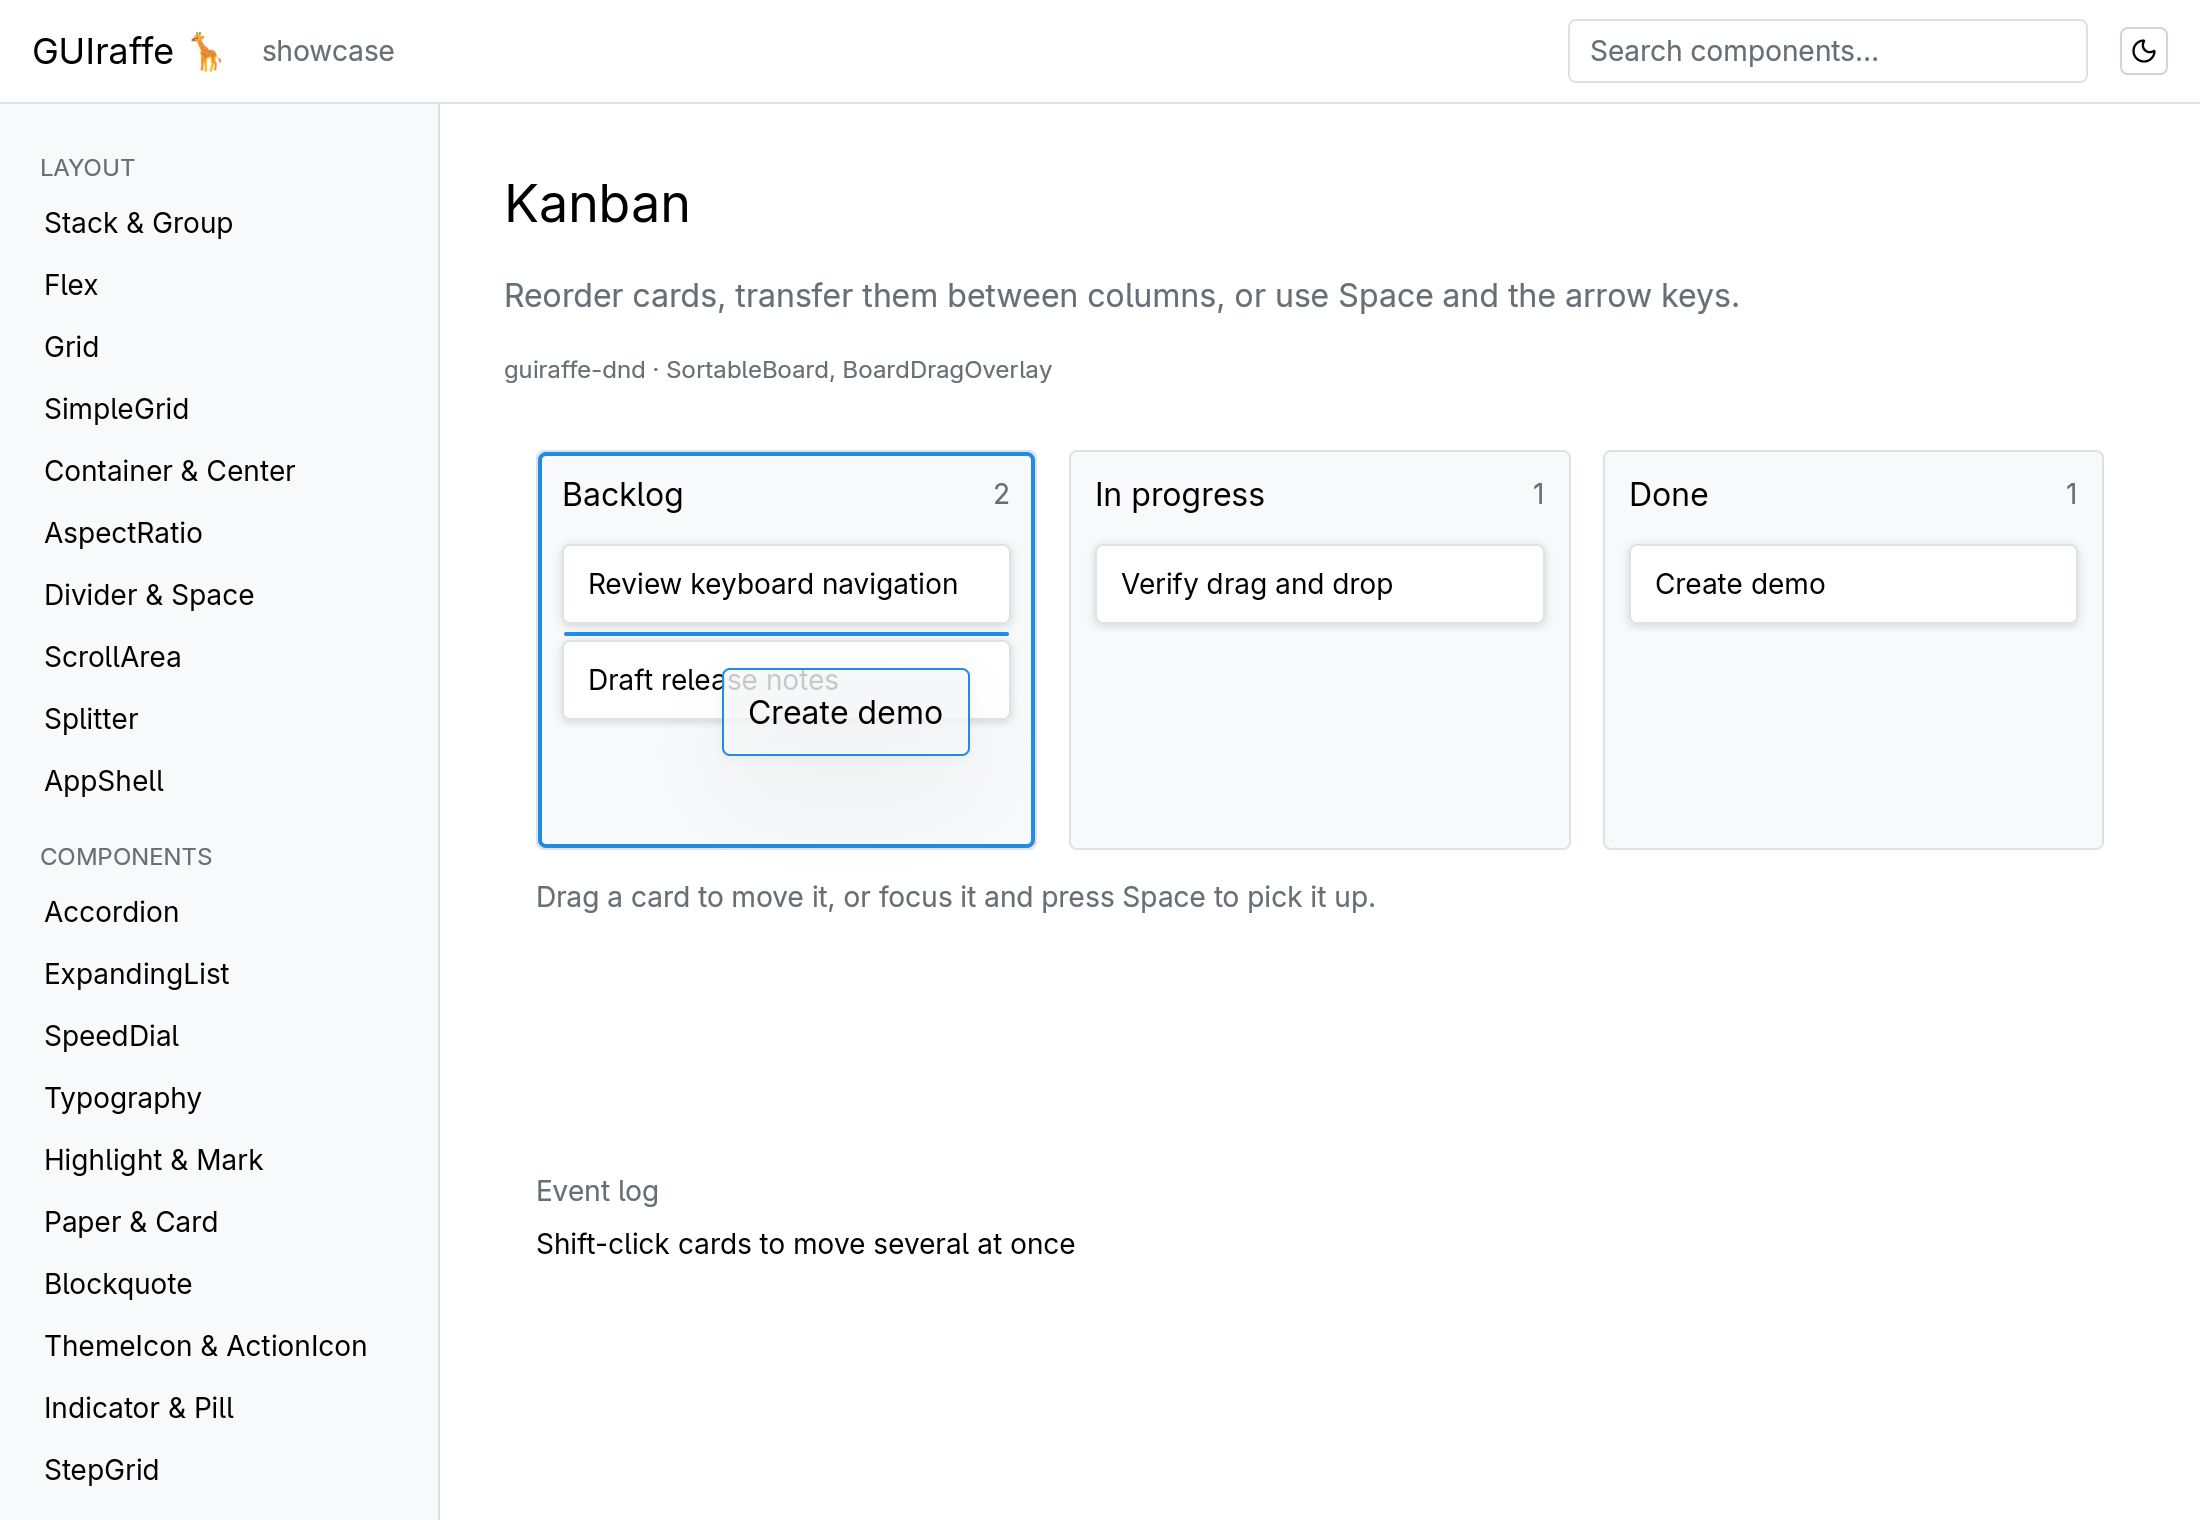 GUIraffe 🦒 showcase Search components...
LAYOUT
Stack & Group
Flex
Grid
SimpleGrid
Container & Center
AspectRatio
Divider & Space
ScrollArea
Splitter
AppShell
COMPONENTS
Accordion
ExpandingList
SpeedDial
Typography
Highlight & Mark
Paper & Card
Blockquote
ThemeIcon & ActionIcon
Indicator & Pill
StepGrid
Kanban
Reorder cards, transfer them between columns, or use Space and the arrow keys.
guiraffe-dnd · SortableBoard, BoardDragOverlay
Backlog 2
Review keyboard navigation
Draft release notes
Create demo
In progress 1
Verify drag and drop
Done 1
Create demo
Drag a card to move it, or focus it and press Space to pick it up.
Event log
Shift-click cards to move several at once